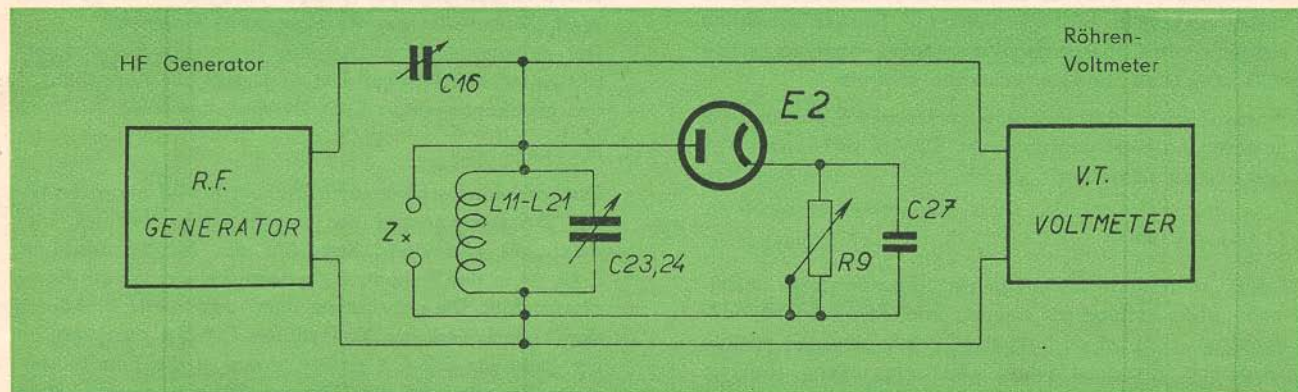 HF Generator
Röhren-
Voltmeter
C16
E2
R.F.
GENERATOR
Zx
L11-L21
C23,24
R9
C27
V.T.
VOLTMETER